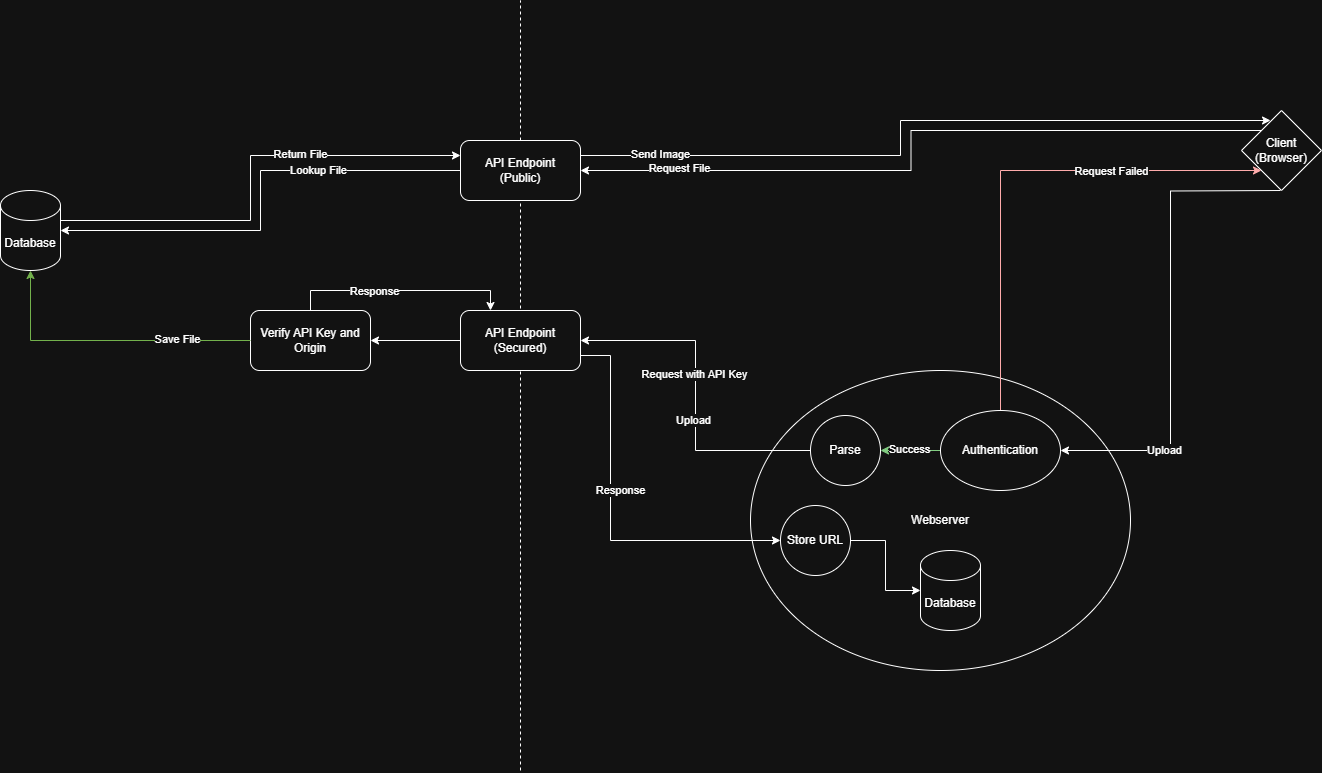 Return File
Lookup File
API Endpoint
(Public)
Send Image
Request File
Client
(Browser)
Request Failed
Database
Response
Save File
Verify API Key and
Origin
API Endpoint
(Secured)
Request with API Key
Upload
Parse
Success
Authentication
Upload
Response
Webserver
Store URL
Database